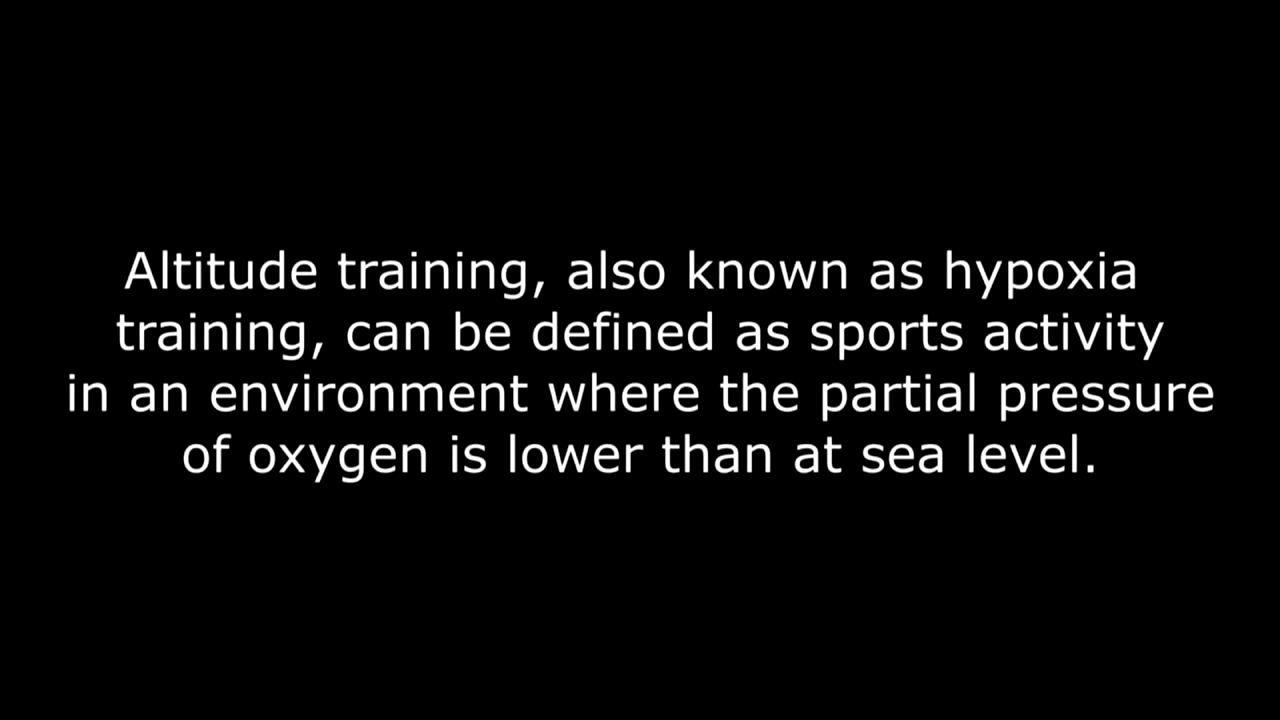 Altitude training, also known as hypoxia
training, can be defined as sports activity
in an environment where the partial pressure
of oxygen is lower than at sea level.